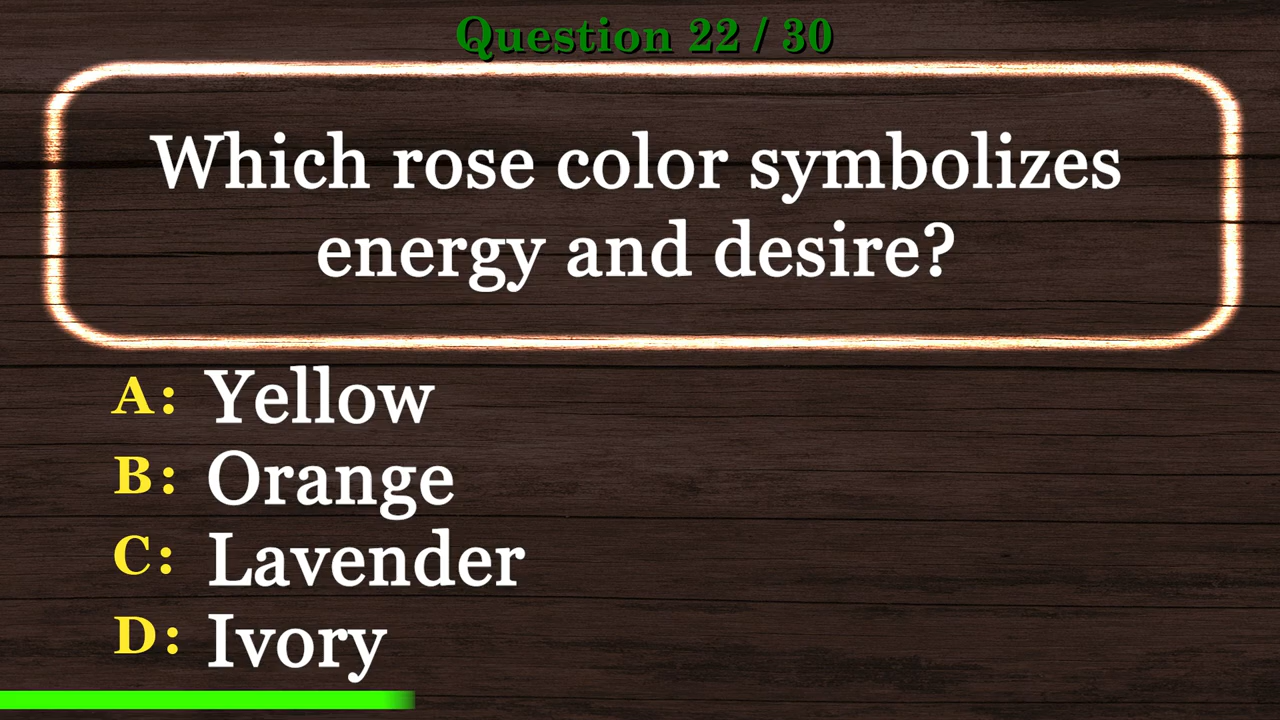 Question 22 / 30
Which rose color symbolizes
energy and desire?
A: Yellow
B: Orange
C: Lavender
D: Ivory